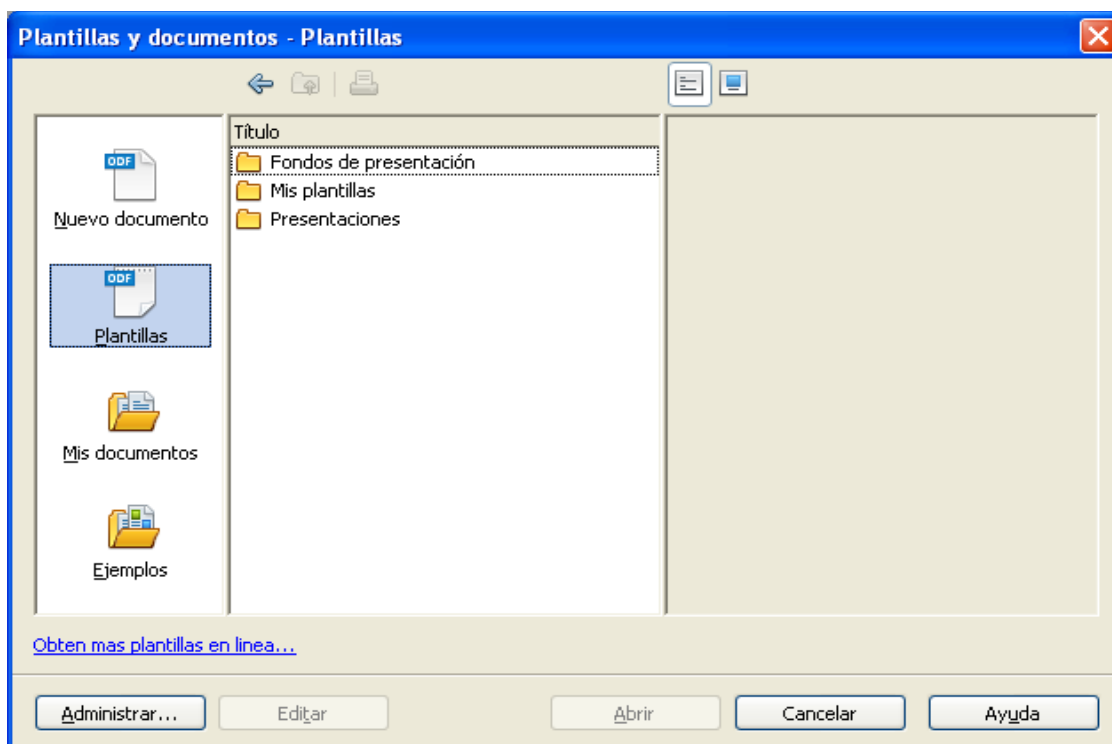 Plantillas y documentos - Plantillas
Título
Fondos de presentación
Mis plantillas
Presentaciones
ODF
Nuevo documento
ODF
Plantillas
Mis documentos
Ejemplos
Obten mas plantillas en linea...
Administrar...
Editar
Abrir
Cancelar
Ayuda